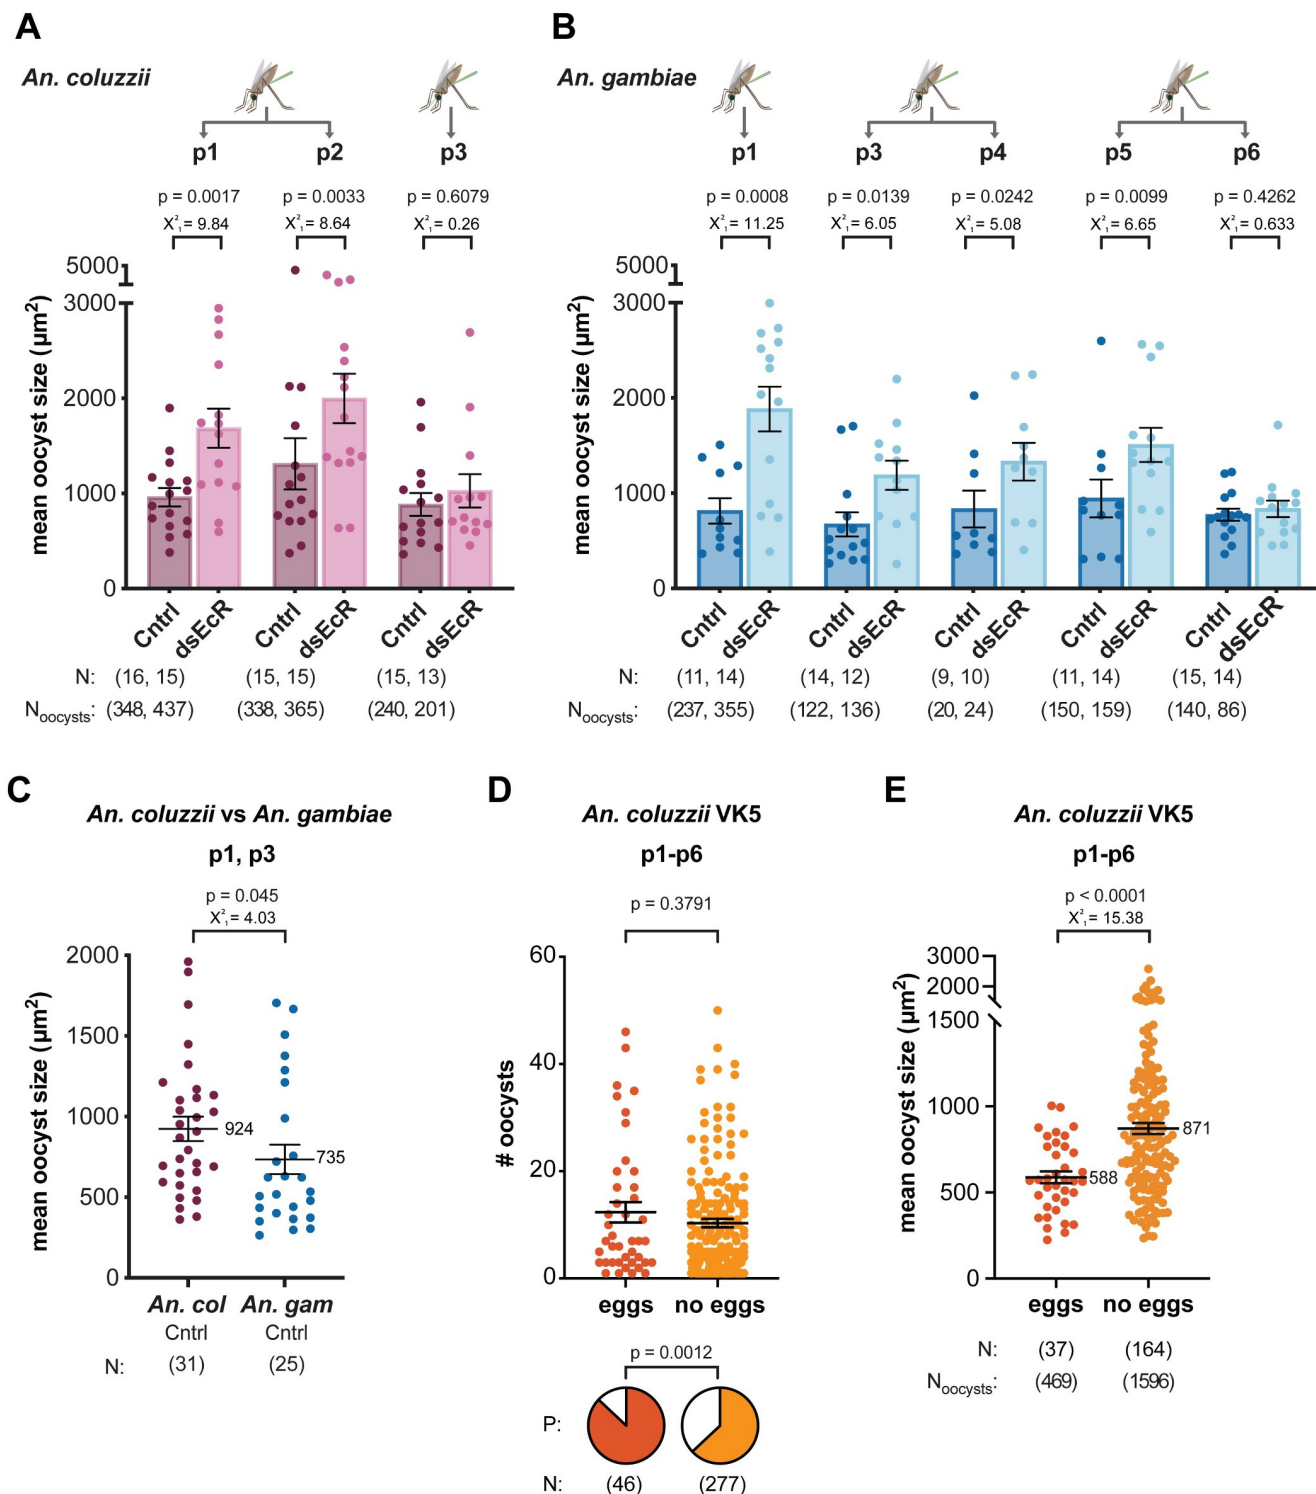 A
B
An. coluzzii
An. gambiae
p1 p2 p3
p1 p3 p4 p5 p6
p = 0.0017 p = 0.0033 p = 0.6079
X²₁= 9.84 X²₁= 8.64 X²₁= 0.26
p = 0.0008 p = 0.0139 p = 0.0242 p = 0.0099 p = 0.4262
X²₁= 11.25 X²₁= 6.05 X²₁= 5.08 X²₁= 6.65 X²₁= 0.633
mean oocyst size (µm²)
5000
3000
2000
1000
0
Cntrl dsEcR Cntrl dsEcR Cntrl dsEcR
N: (16, 15) (15, 15) (15, 13)
Noocysts: (348, 437) (338, 365) (240, 201)
mean oocyst size (µm²)
5000
3000
2000
1000
0
Cntrl dsEcR Cntrl dsEcR Cntrl dsEcR Cntrl dsEcR Cntrl dsEcR
N: (11, 14) (14, 12) (9, 10) (11, 14) (15, 14)
Noocysts: (237, 355) (122, 136) (20, 24) (150, 159) (140, 86)
C
An. coluzzii vs An. gambiae
p1, p3
p = 0.045
X²₁= 4.03
mean oocyst size (µm²)
2000
1500
1000
500
0
924
735
An. col An. gam
Cntrl Cntrl
N: (31) (25)
D
An. coluzzii VK5
p1-p6
p = 0.3791
# oocysts
60
40
20
0
eggs no eggs
p = 0.0012
P:
N: (46) (277)
E
An. coluzzii VK5
p1-p6
p < 0.0001
X²₁= 15.38
mean oocyst size (µm²)
3000
2000
1500
1000
500
0
588
871
eggs no eggs
N: (37) (164)
Noocysts: (469) (1596)